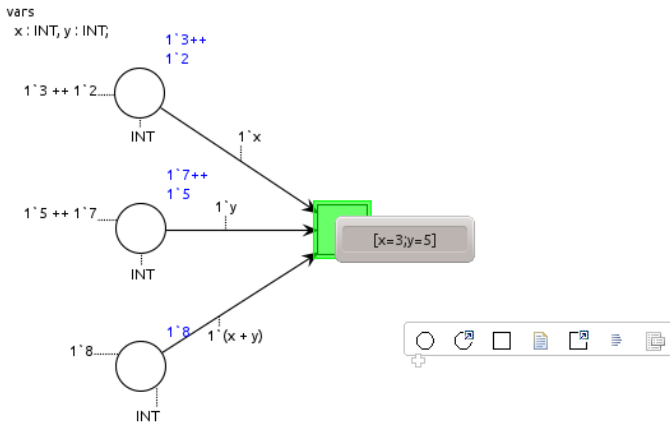 vars
x : INT, y : INT;
1`3++
1`2
1`3 ++ 1`2
INT
1`x
1`7++
1`5
1`5 ++ 1`7
1`y
INT
[x=3;y=5]
1`8
1`(x + y)
1`8
INT